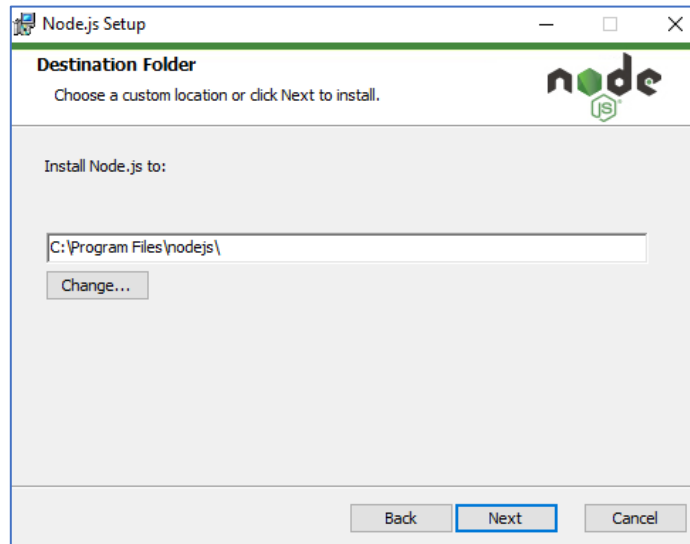 Node.js Setup
Destination Folder
Choose a custom location or click Next to install.
node
JS
Install Node.js to:
C:\Program Files\nodejs\
Change...
Back Next Cancel